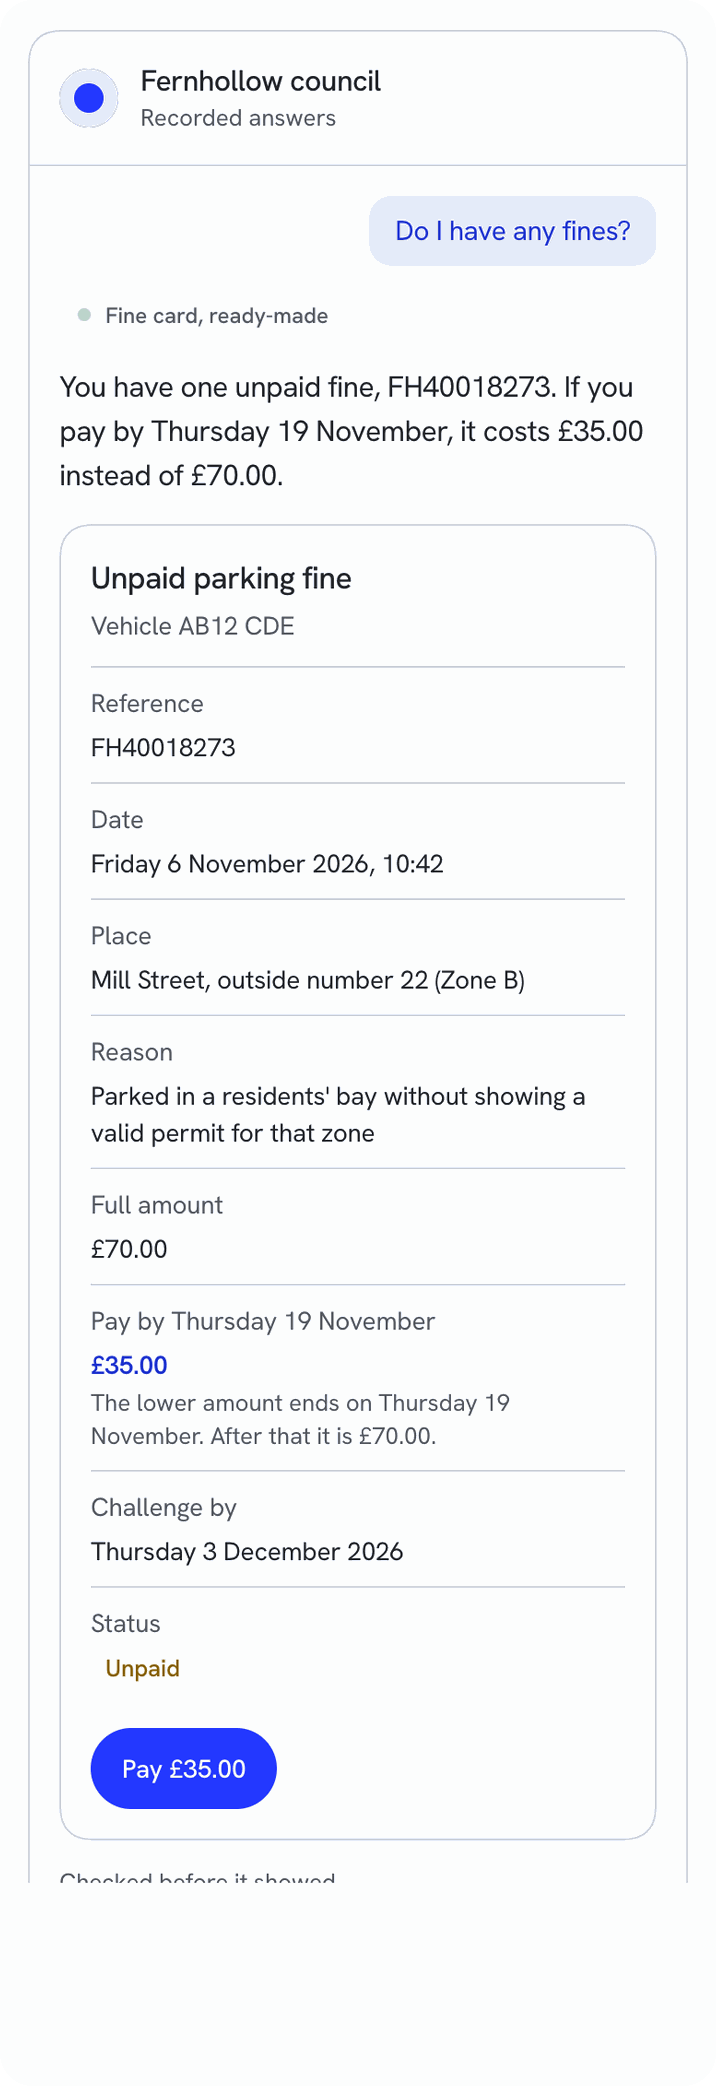 Fernhollow council
Recorded answers
Do I have any fines?
Fine card, ready-made
You have one unpaid fine, FH40018273. If you
pay by Thursday 19 November, it costs £35.00
instead of £70.00.
Unpaid parking fine
Vehicle AB12 CDE
Reference
FH40018273
Date
Friday 6 November 2026, 10:42
Place
Mill Street, outside number 22 (Zone B)
Reason
Parked in a residents' bay without showing a
valid permit for that zone
Full amount
£70.00
Pay by Thursday 19 November
£35.00
The lower amount ends on Thursday 19
November. After that it is £70.00.
Challenge by
Thursday 3 December 2026
Status
Unpaid
Pay £35.00
Checked before it showed